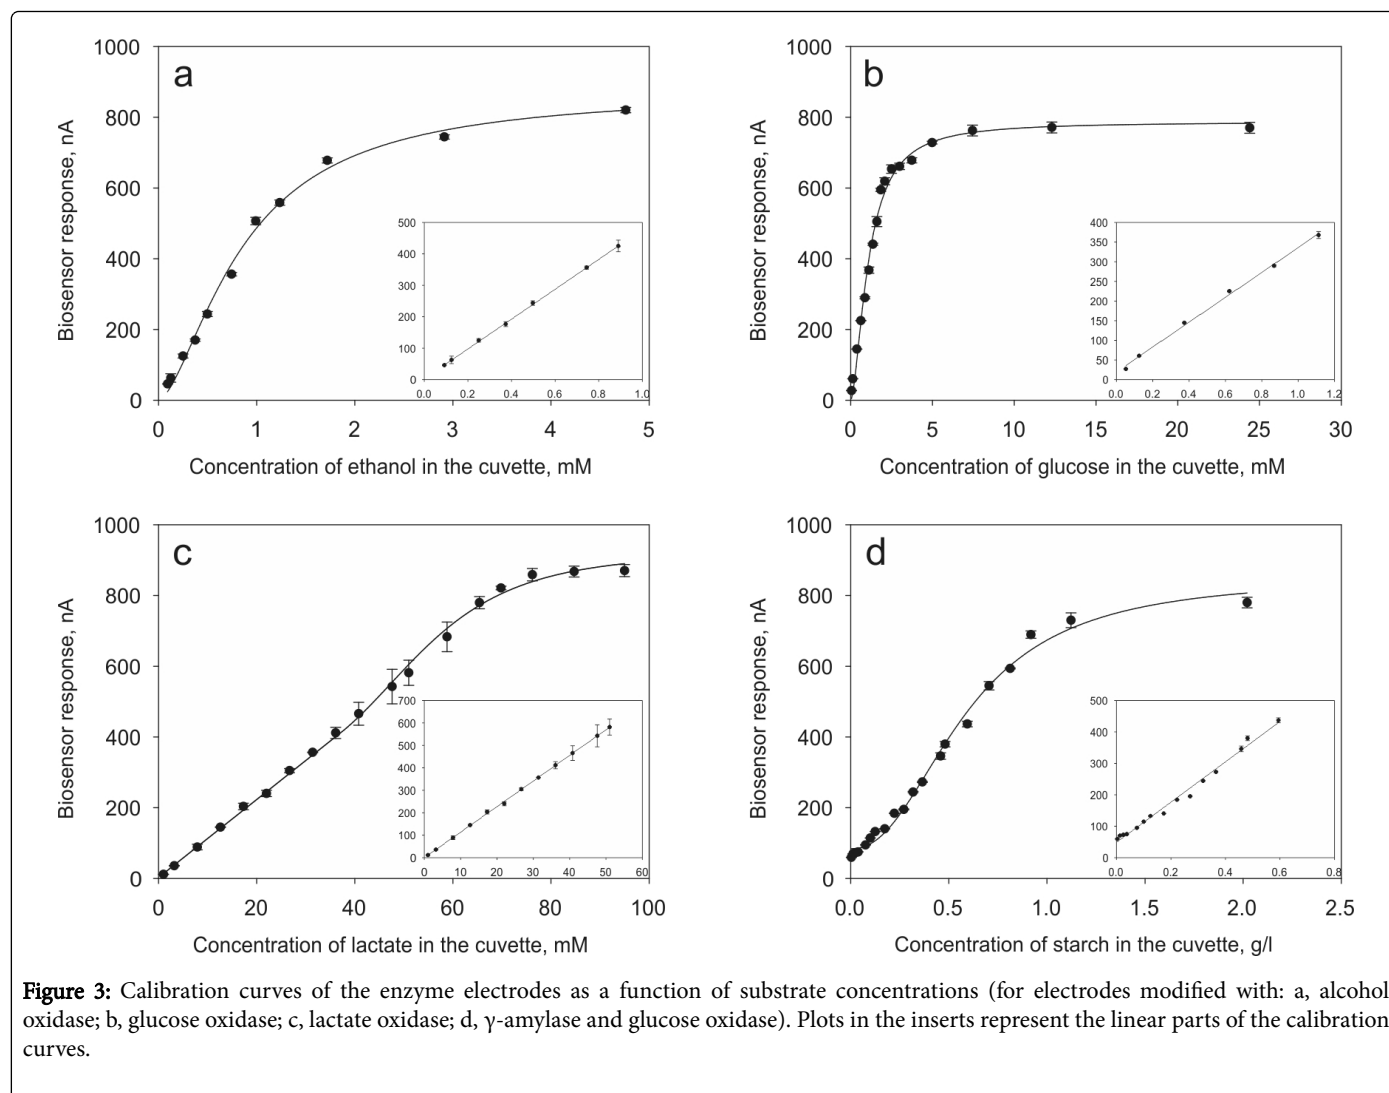 1000
800
600
400
200
0
Biosensor response, nA
a
500
400
300
200
100
0
0.0 0.2 0.4 0.6 0.8 1.0
0 1 2 3 4 5
Concentration of ethanol in the cuvette, mM
1000
800
600
400
200
0
Biosensor response, nA
b
400
350
300
250
200
150
100
50
0
0.0 0.2 0.4 0.6 0.8 1.0 1.2
0 5 10 15 20 25 30
Concentration of glucose in the cuvette, mM
1000
800
600
400
200
0
Biosensor response, nA
c
700
600
500
400
300
200
100
0
0 10 20 30 40 50 60
0 20 40 60 80 100
Concentration of lactate in the cuvette, mM
1000
800
600
400
200
0
Biosensor response, nA
d
500
400
300
200
100
0
0.0 0.2 0.4 0.6 0.8
0.0 0.5 1.0 1.5 2.0 2.5
Concentration of starch in the cuvette, g/l
Figure 3: Calibration curves of the enzyme electrodes as a function of substrate concentrations (for electrodes modified with: a, alcohol
oxidase; b, glucose oxidase; c, lactate oxidase; d, γ-amylase and glucose oxidase). Plots in the inserts represent the linear parts of the calibration
curves.